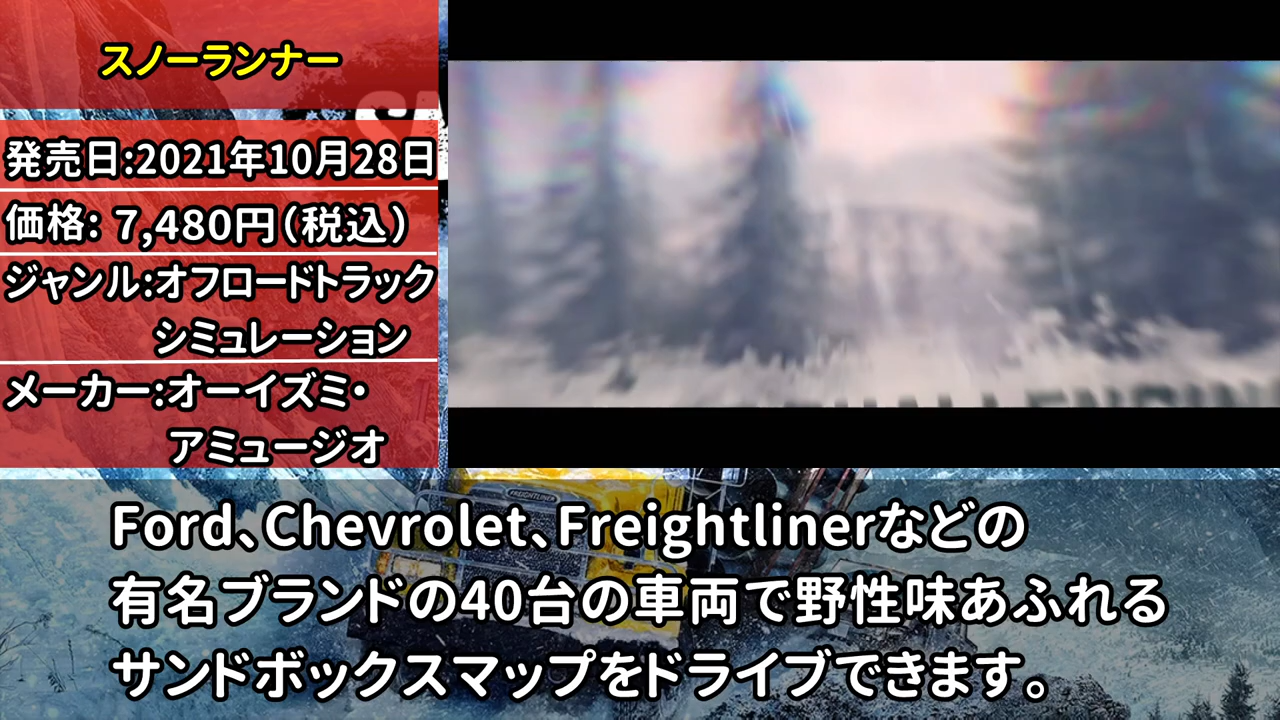 スノーランナー
発売日:2021年10月28日
価格: 7,480円(税込)
ジャンル:オフロードトラック
シミュレーション
メーカー:オーイズミ・
アミュージオ
FREIGHTLINER
Ford、Chevrolet、Freightlinerなどの
有名ブランドの40台の車両で野性味あふれる
サンドボックスマップをドライブできます。